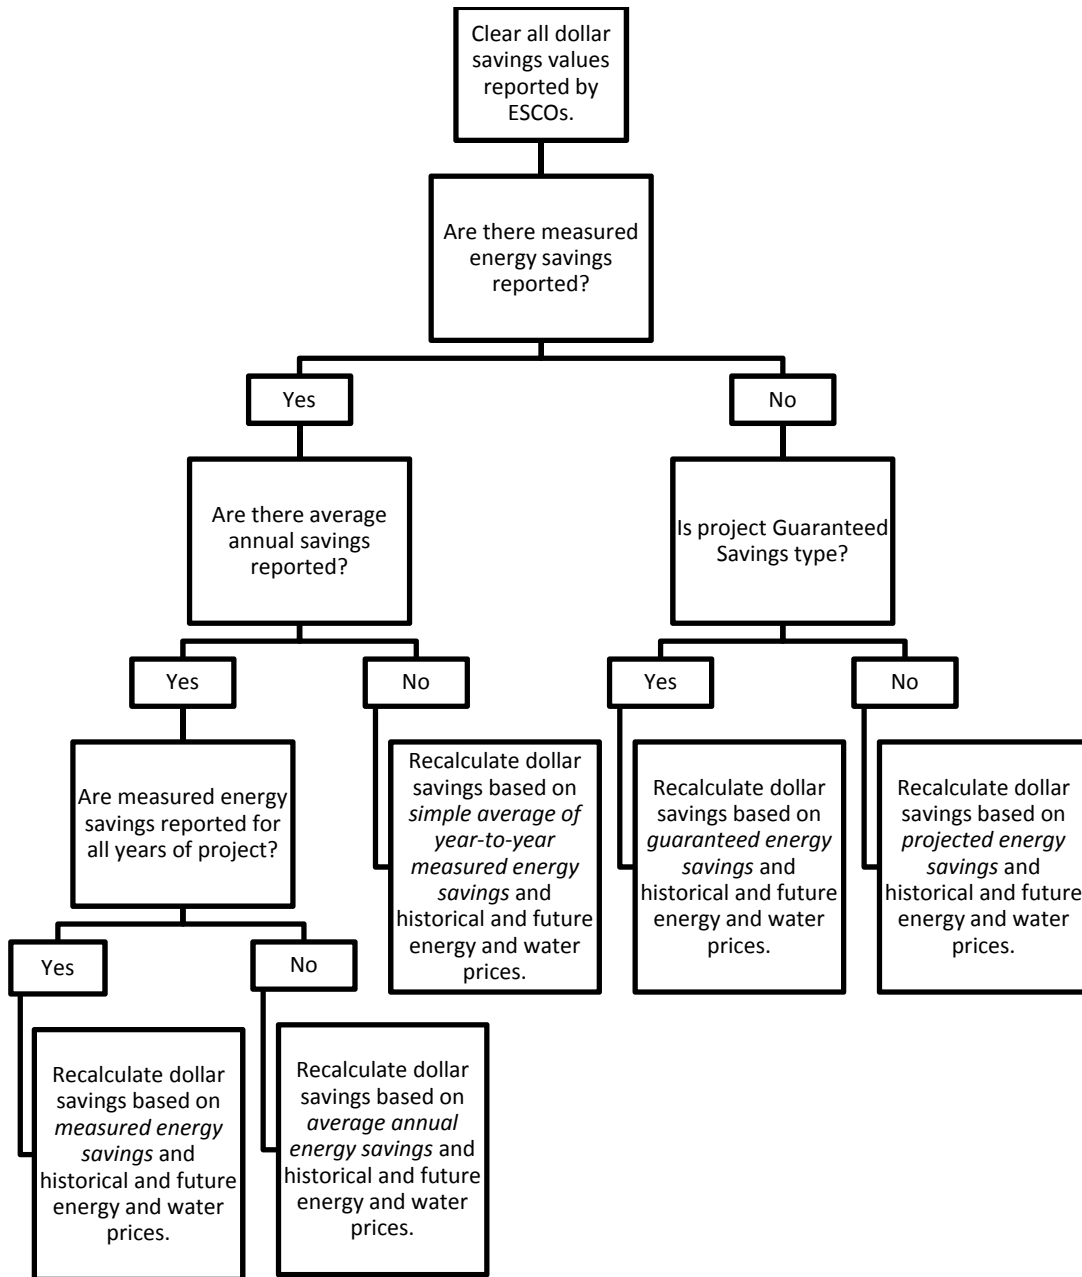 Clear all dollar
savings values
reported by
ESCOs.
Are there measured
energy savings
reported?
Yes
No
Are there average
annual savings
reported?
Is project Guaranteed
Savings type?
Yes
No
Yes
No
Are measured energy
savings reported for
all years of project?
Recalculate dollar
savings based on
simple average of
year-to-year
measured energy
savings and
historical and future
energy and water
prices.
Recalculate dollar
savings based on
guaranteed energy
savings and
historical and future
energy and water
prices.
Recalculate dollar
savings based on
projected energy
savings and
historical and future
energy and water
prices.
Yes
No
Recalculate dollar
savings based on
measured energy
savings and
historical and future
energy and water
prices.
Recalculate dollar
savings based on
average annual
energy savings and
historical and future
energy and water
prices.